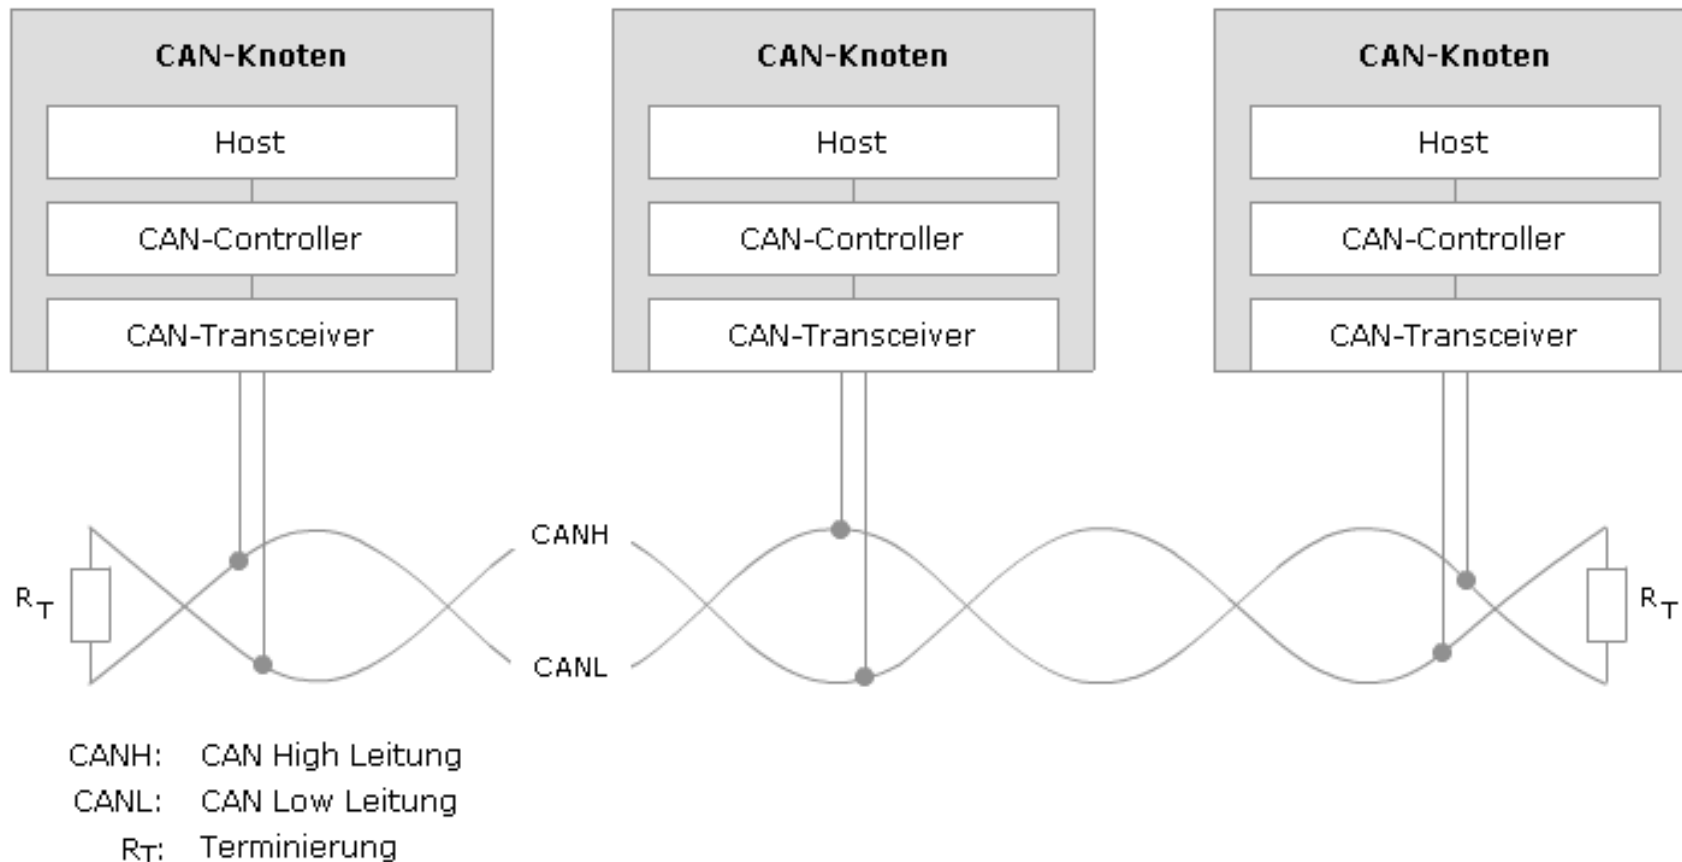 CAN-Knoten CAN-Knoten CAN-Knoten
Host Host Host
CAN-Controller CAN-Controller CAN-Controller
CAN-Transceiver CAN-Transceiver CAN-Transceiver
CANH
RT RT
CANL
CANH: CAN High Leitung
CANL: CAN Low Leitung
RT: Terminierung